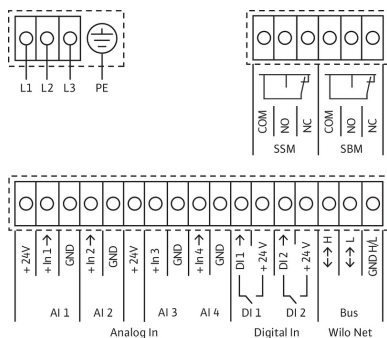 L1 L2 L3 PE
COM NO NC COM NO NC
SSM SBM
+ 24V + In 1 → GND + In 2 → GND + 24V + In 3 GND + In 4 → GND DI 1 → + 24 V DI 2 → + 24 V ↔ H ↔ L GND H/L
AI 1 AI 2 AI 3 AI 4 DI 1 DI 2 Bus
Analog In Digital In Wilo Net